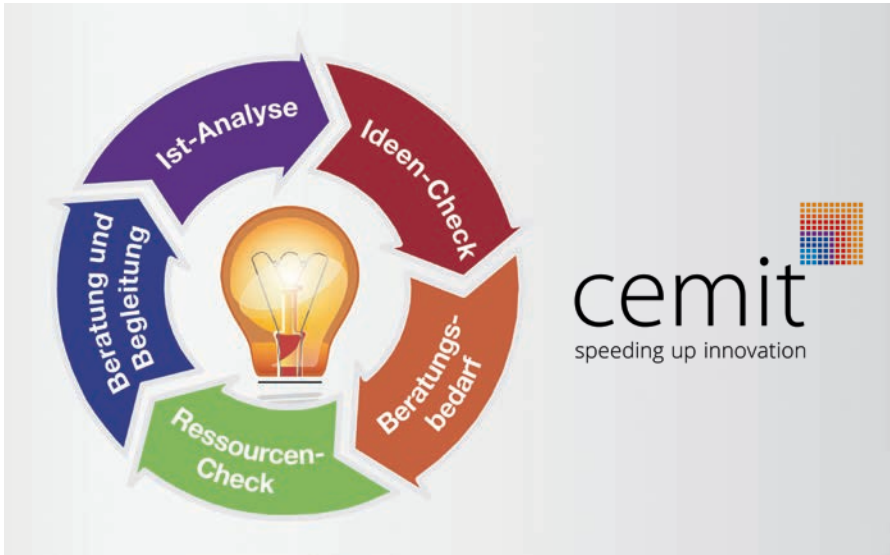 Ist-Analyse
Ideen-Check
Beratungs-
bedarf
Ressourcen-
Check
Beratung und
Begleitung
cemit
speeding up innovation